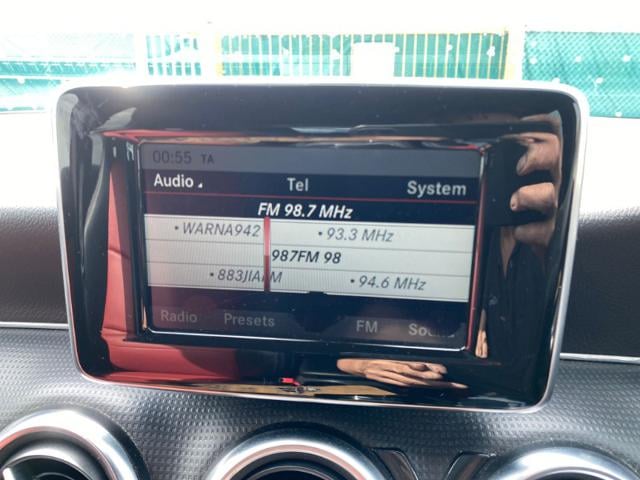 00:55 TA
Audio Tel System
FM 98.7 MHz
• WARNA942 • 93.3 MHz
987FM 98
• 883JIAFM • 94.6 MHz
Radio Presets FM